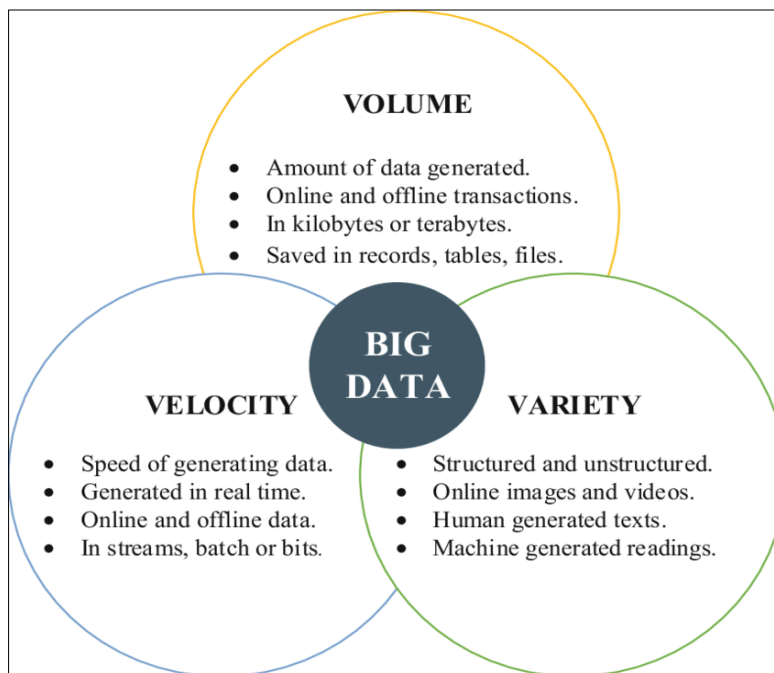 VOLUME
• Amount of data generated.
• Online and offline transactions.
• In kilobytes or terabytes.
• Saved in records, tables, files.
BIG
DATA
VELOCITY
• Speed of generating data.
• Generated in real time.
• Online and offline data.
• In streams, batch or bits.
VARIETY
• Structured and unstructured.
• Online images and videos.
• Human generated texts.
• Machine generated readings.